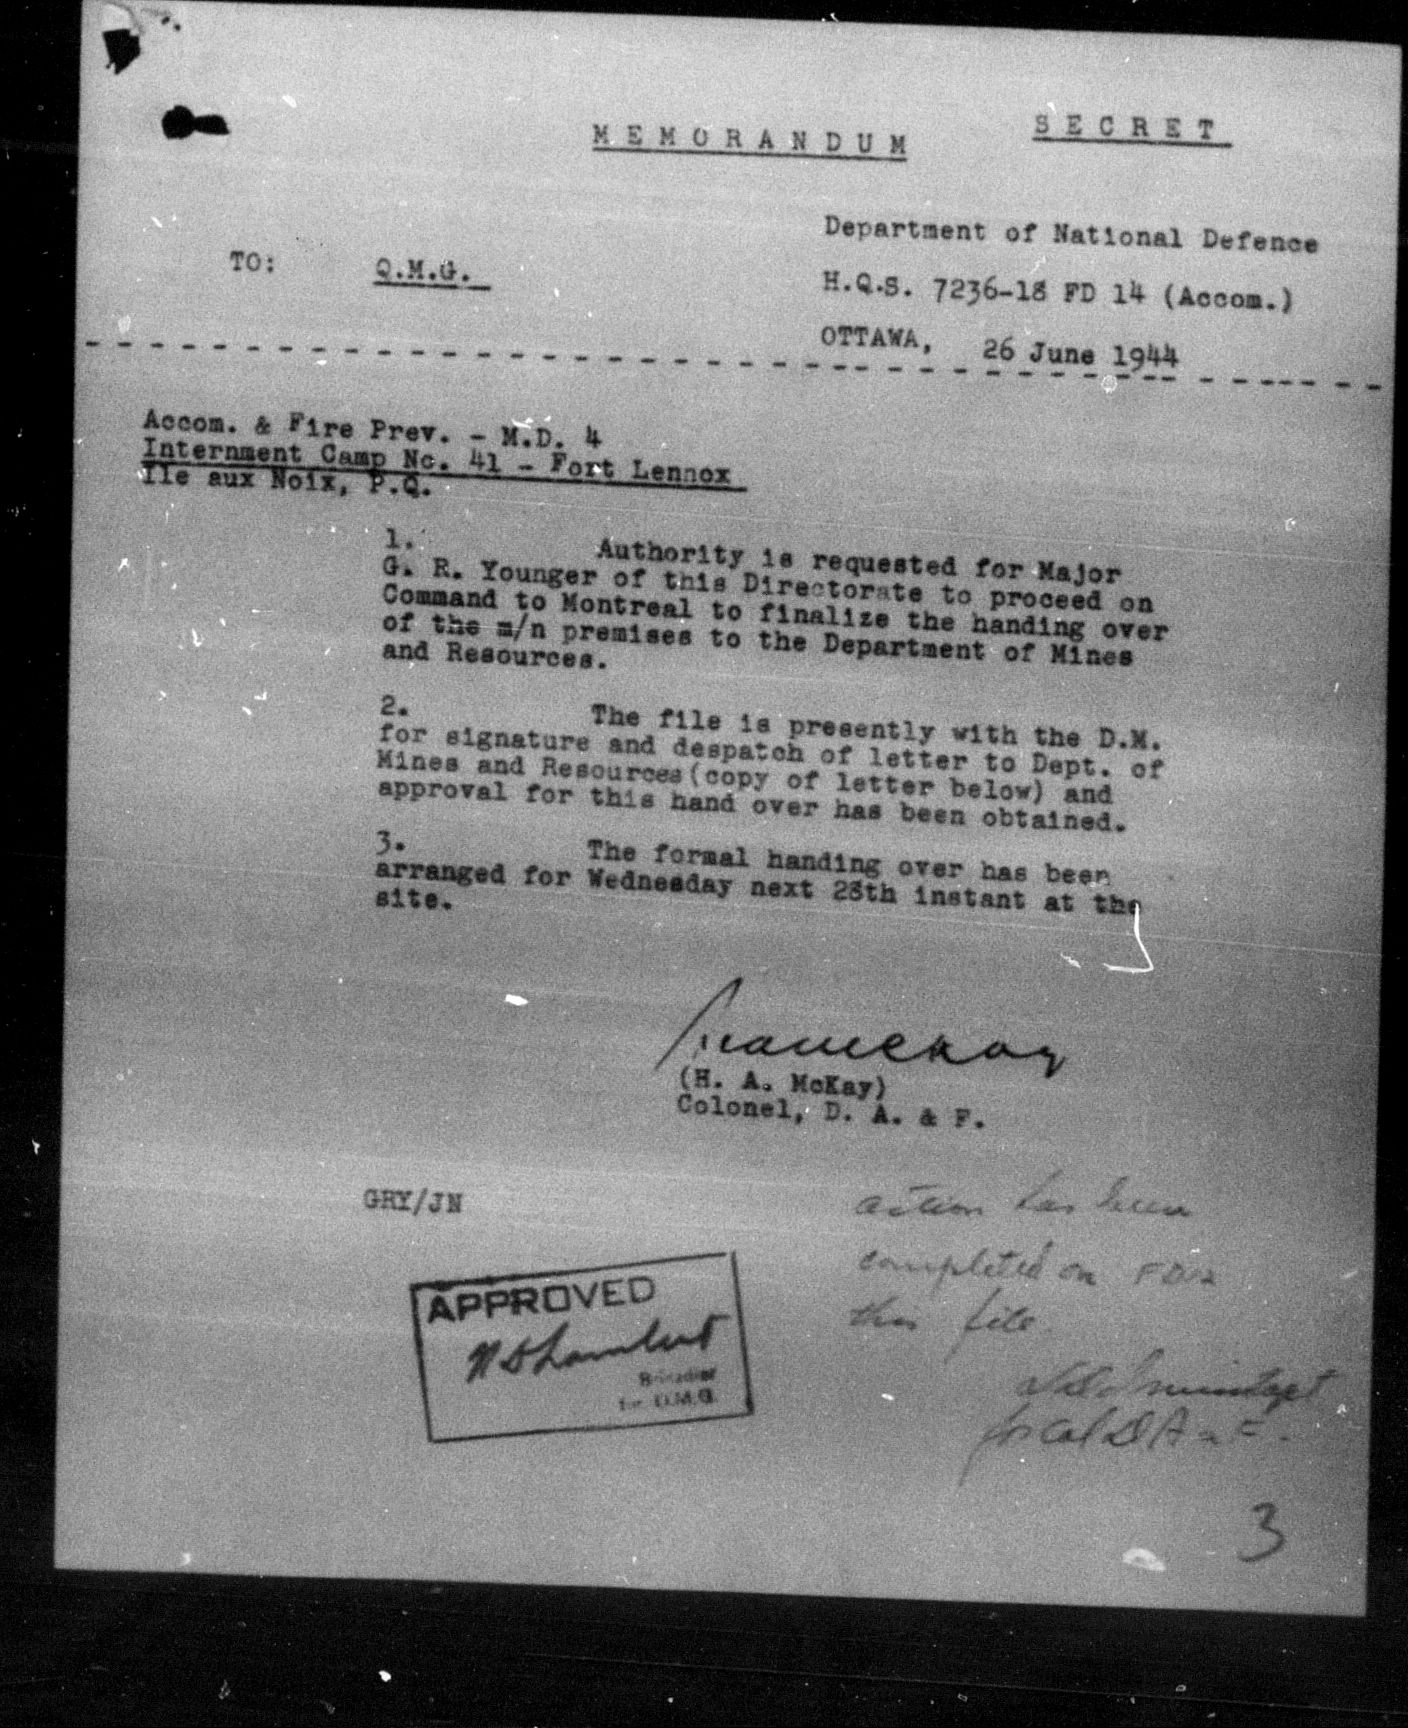 MEMORANDUM
SECRET
Department of National Defence
TO: Q.M.G.
H.Q.S. 7236-18 FD 14 (Accom.)
OTTAWA, 26 June 1944
Accom. & Fire Prev. - M.D. 4
Internment Camp No. 41 - Fort Lennox
Ile aux Noix, P.Q.
1. Authority is requested for Major
G. R. Younger of this Directorate to proceed on
Command to Montreal to finalize the handing over
of the m/n premises to the Department of Mines
and Resources.
2. The file is presently with the D.M.
for signature and despatch of letter to Dept. of
Mines and Resources(copy of letter below) and
approval for this hand over has been obtained.
3. The formal handing over has been
arranged for Wednesday next 28th instant at the
site.
(H. A. McKay)
Colonel, D. A. & F.
GRY/JN
action has been
completed on
this file.
APPROVED
Lambert
Brigadier
for Q.M.G.
for Col D A & F.
3